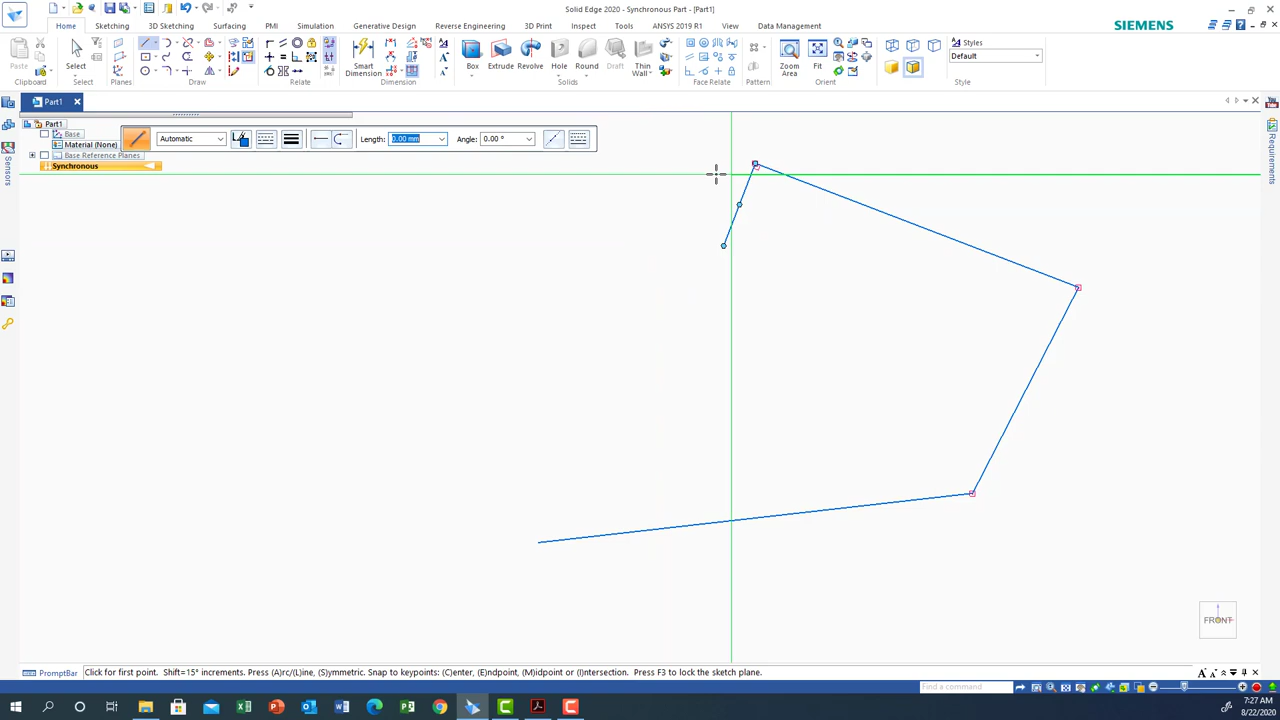 Solid Edge 2020 - Synchronous Part - [Part1]
Home Sketching 3D Sketching Surfacing PMI Simulation Generative Design Reverse Engineering 3D Print Inspect Tools ANSYS 2019 R1 View Data Management
SIEMENS
Paste Select Smart Dimension Box Extrude Revolve Hole Round Draft Thin Wall Zoom Area Fit Styles Default
Clipboard Select Planes Draw Relate Dimension Solids Face Relate Pattern Orient Style
Part1
Part1
Base
Material (None)
Base Reference Planes
Synchronous
Automatic Length: 0.00 mm Angle: 0.00 °
Sensors
Requirements
FRONT
PromptBar Click for first point. Shift=15° increments. Press (A)rc/(L)ine, (S)ymmetric. Snap to keypoints: (C)enter, (E)ndpoint, (M)idpoint or (I)ntersection. Press F3 to lock the sketch plane.
Find a command
7:27 AM
8/22/2020